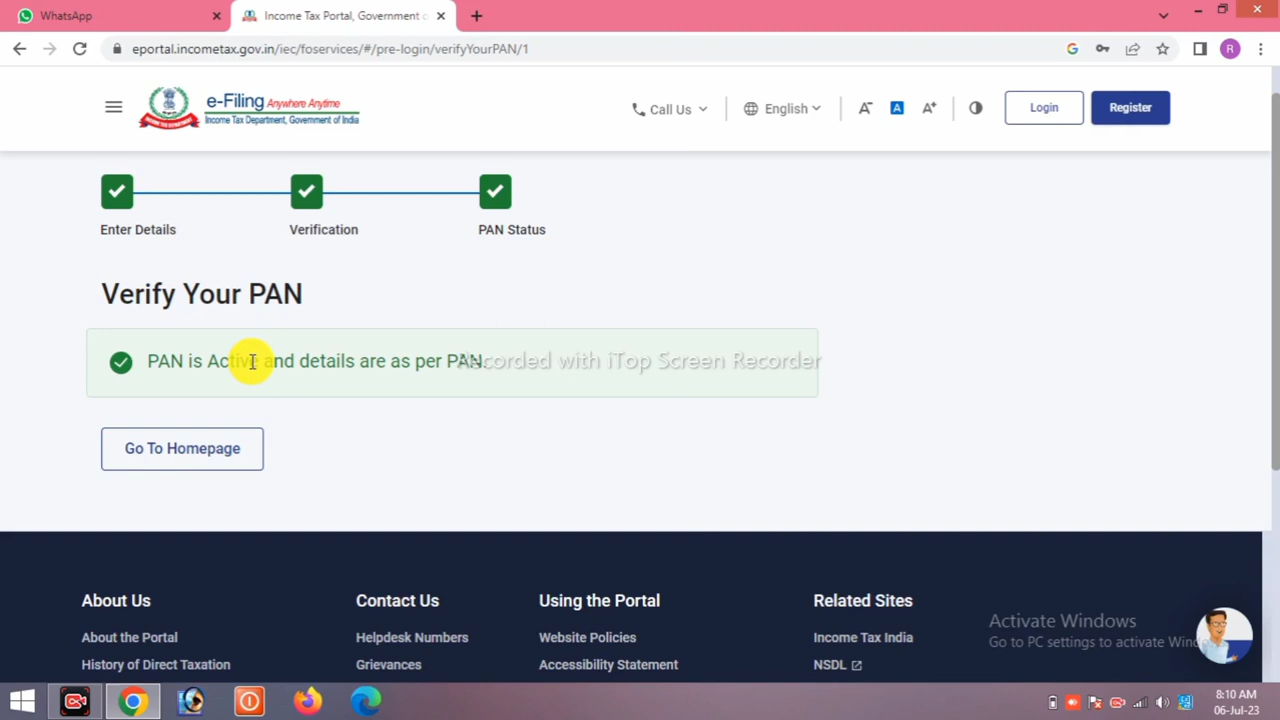 WhatsApp
Income Tax Portal, Government o
eportal.incometax.gov.in/iec/foservices/#/pre-login/verifyYourPAN/1
R
e-Filing Anywhere Anytime
Income Tax Department, Government of India
Call Us
English
A-
A
A+
Login
Register
Enter Details
Verification
PAN Status
Verify Your PAN
PAN is Active and details are as per PAN.
Recorded with iTop Screen Recorder
Go To Homepage
About Us
Contact Us
Using the Portal
Related Sites
About the Portal
Helpdesk Numbers
Website Policies
Income Tax India
History of Direct Taxation
Grievances
Accessibility Statement
NSDL
Activate Windows
Go to PC settings to activate
8:10 AM
06-Jul-23